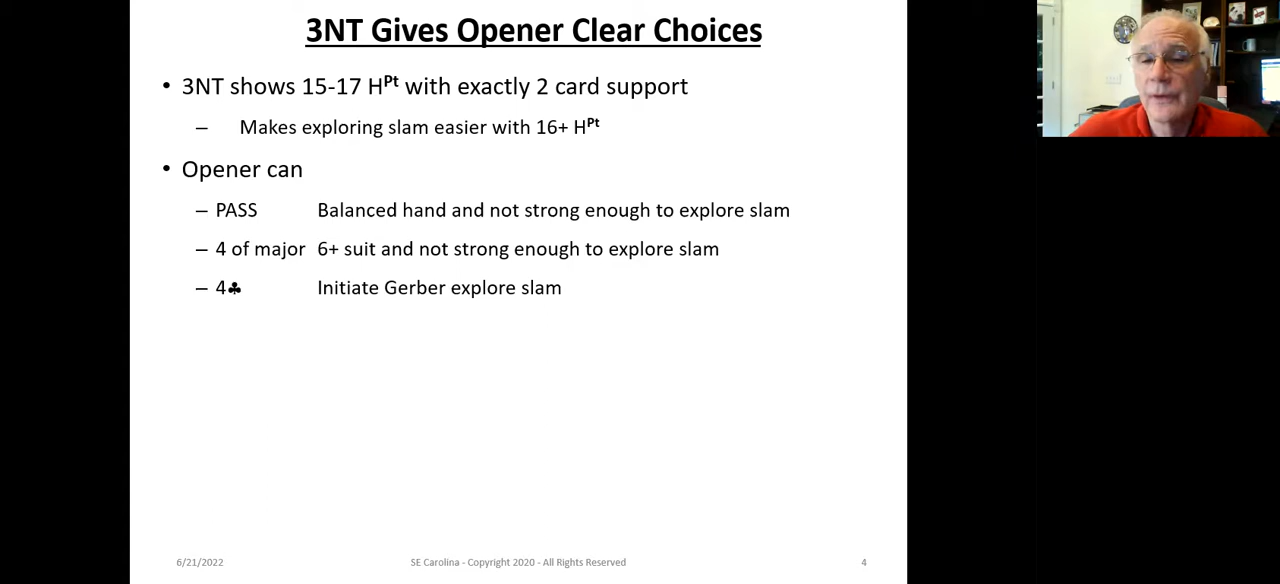 3NT Gives Opener Clear Choices
• 3NT shows 15-17 H^Pt with exactly 2 card support
– Makes exploring slam easier with 16+ H^Pt
• Opener can
– PASS Balanced hand and not strong enough to explore slam
– 4 of major 6+ suit and not strong enough to explore slam
– 4♣ Initiate Gerber explore slam
6/21/2022 SE Carolina - Copyright 2020 - All Rights Reserved 4